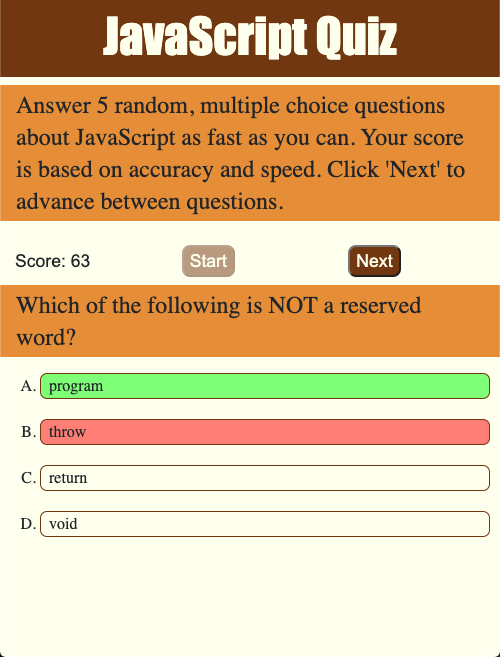 JavaScript Quiz
Answer 5 random, multiple choice questions
about JavaScript as fast as you can. Your score
is based on accuracy and speed. Click 'Next' to
advance between questions.
Score: 63 Start Next
Which of the following is NOT a reserved
word?
A. program
B. throw
C. return
D. void